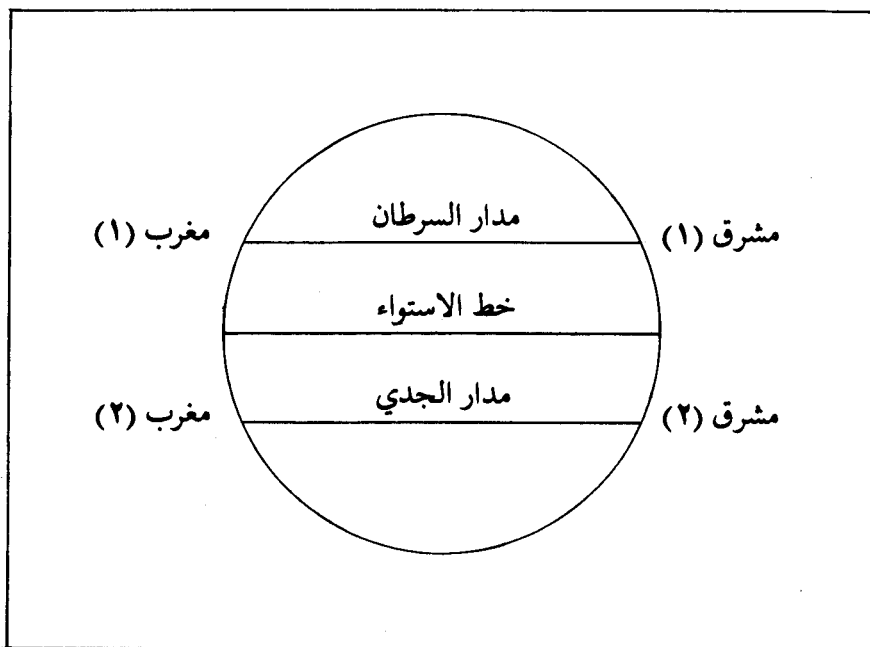 مدار السرطان
مشرق (١)
مغرب (١)
خط الاستواء
مدار الجدي
مشرق (٢)
مغرب (٢)